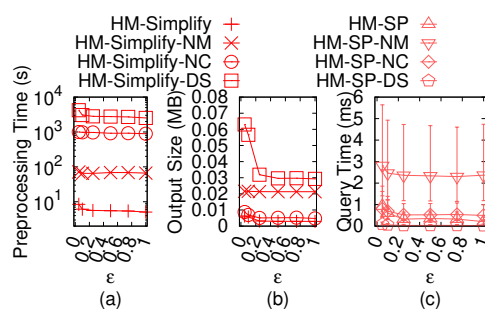 HM-Simplify
HM-Simplify-NM
HM-Simplify-NC
HM-Simplify-DS
HM-SP
HM-SP-NM
HM-SP-NC
HM-SP-DS
Preprocessing Time (s)
10^4
10^3
10^2
10^1
0
0.2
0.4
0.6
0.8
1
ε
(a)
Output Size (MB)
0.08
0.07
0.06
0.05
0.04
0.03
0.02
0.01
0
0
0.2
0.4
0.6
0.8
1
ε
(b)
Query Time (ms)
6
5
4
3
2
1
0
0
0.2
0.4
0.6
0.8
1
ε
(c)